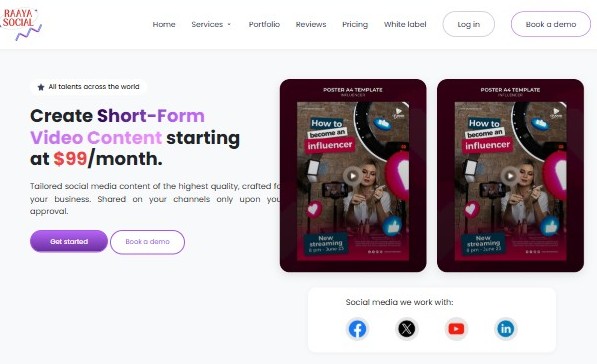 RAAYA
SOCIAL
Home Services Portfolio Reviews Pricing White label Log in Book a demo
All talents across the world
Create Short-Form
Video Content starting
at $99/month.
Tailored social media content of the highest quality, crafted fo
your business. Shared on your channels only upon you
approval.
Get started Book a demo
POSTER A4 TEMPLATE
INFLUENCER
How to
become an
influencer
New
streaming
6 pm - June 23
POSTER A4 TEMPLATE
INFLUENCER
How to
become an
influencer
New
streaming
6 pm - June 23
Social media we work with: